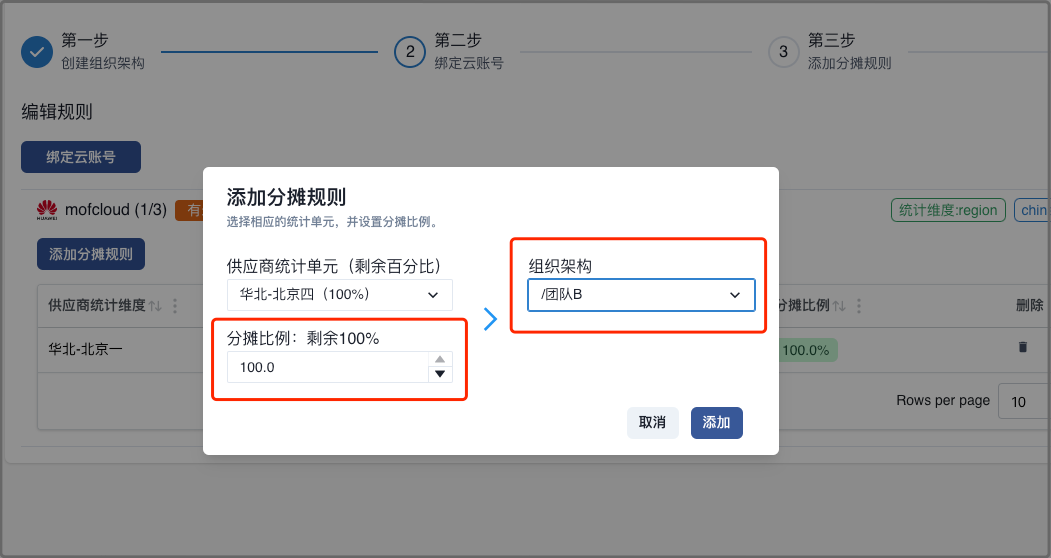 第一步
创建组织架构
2
第二步
绑定云账号
3
第三步
添加分摊规则
编辑规则
绑定云账号
HUAWEI
mofcloud (1/3)
有
统计维度:region
chin
添加分摊规则
供应商统计维度
分摊比例
删除
华北-北京一
100.0%
Rows per page
10
添加分摊规则
选择相应的统计单元，并设置分摊比例。
供应商统计单元（剩余百分比）
华北-北京四（100%）
分摊比例：剩余100%
100.0
组织架构
/团队B
取消
添加